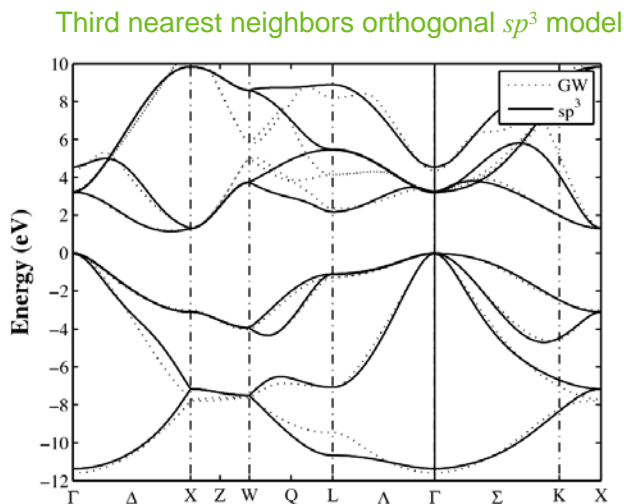 Third nearest neighbors orthogonal sp³ model
10
8
6
4
2
0
−2
−4
−6
−8
−10
−12
Energy (eV)
GW
sp³
Γ Δ X Z W Q L Λ Γ Σ K X